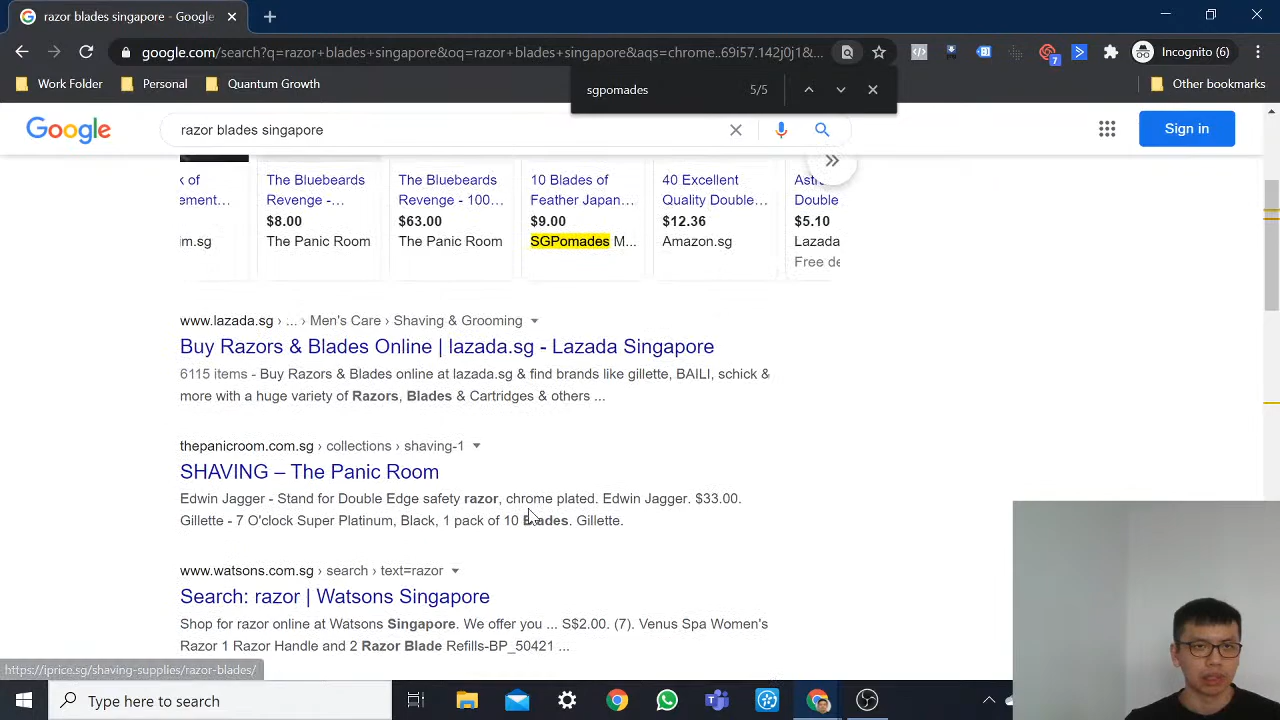 razor blades singapore - Google
google.com/search?q=razor+blades+singapore&oq=razor+blades+singapore&aqs=chrome..69i57.142j0j1&...
7
Incognito (6)
Work Folder
Personal
Quantum Growth
Other bookmarks
sgpomades 5/5
Google
razor blades singapore
Sign in
k of
ement...
im.sg
The Bluebeards
Revenge -...
$8.00
The Panic Room
The Bluebeards
Revenge - 100...
$63.00
The Panic Room
10 Blades of
Feather Japan...
$9.00
SGPomades M...
40 Excellent
Quality Double...
$12.36
Amazon.sg
Astr
Double
$5.10
Lazada
Free de
www.lazada.sg › ... › Men's Care › Shaving & Grooming
Buy Razors & Blades Online | lazada.sg - Lazada Singapore
6115 items - Buy Razors & Blades online at lazada.sg & find brands like gillette, BAILI, schick &
more with a huge variety of Razors, Blades & Cartridges & others ...
thepanicroom.com.sg › collections › shaving-1
SHAVING – The Panic Room
Edwin Jagger - Stand for Double Edge safety razor, chrome plated. Edwin Jagger. $33.00.
Gillette - 7 O'clock Super Platinum, Black, 1 pack of 10 Blades. Gillette.
www.watsons.com.sg › search › text=razor
Search: razor | Watsons Singapore
Shop for razor online at Watsons Singapore. We offer you ... S$2.00. (7). Venus Spa Women's
Razor 1 Razor Handle and 2 Razor Blade Refills-BP_50421 ...
https://iprice.sg/shaving-supplies/razor-blades/
Type here to search